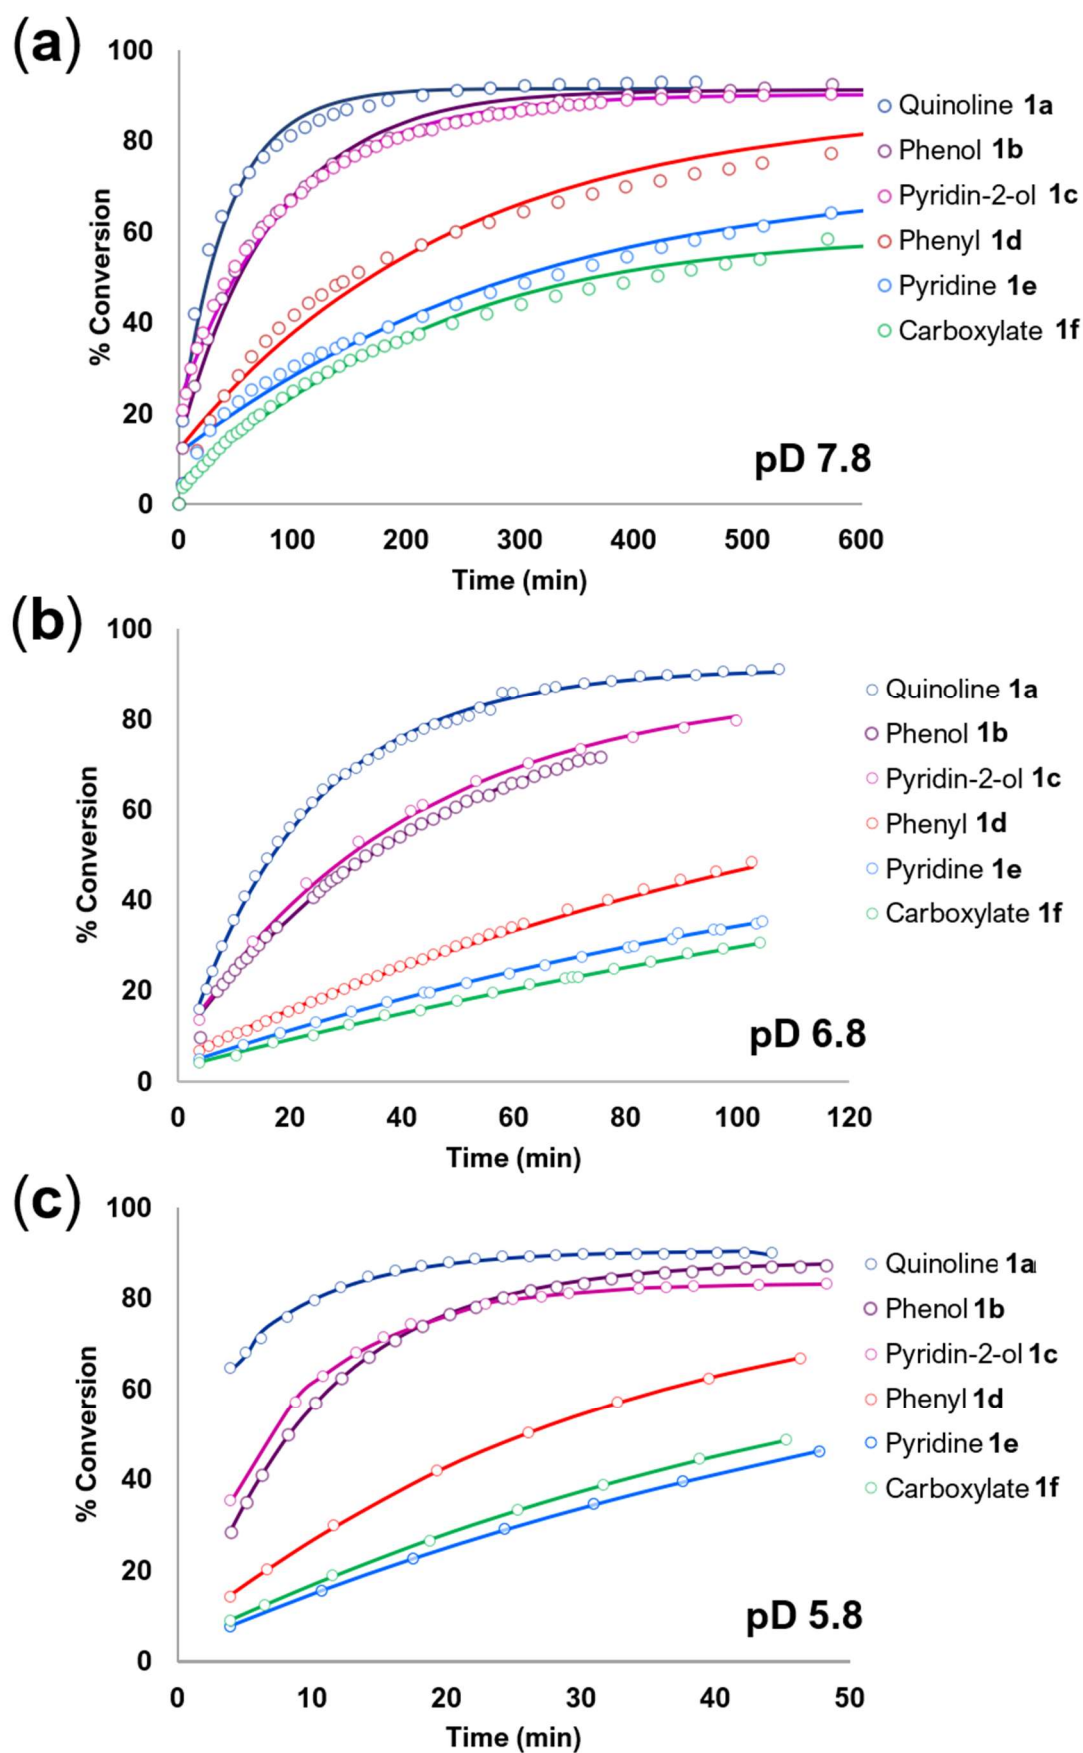 (a)
% Conversion
100
80
60
40
20
0
0 100 200 300 400 500 600
Time (min)
pD 7.8
Quinoline 1a
Phenol 1b
Pyridin-2-ol 1c
Phenyl 1d
Pyridine 1e
Carboxylate 1f
(b)
% Conversion
100
80
60
40
20
0
0 20 40 60 80 100 120
Time (min)
pD 6.8
Quinoline 1a
Phenol 1b
Pyridin-2-ol 1c
Phenyl 1d
Pyridine 1e
Carboxylate 1f
(c)
% Conversion
100
80
60
40
20
0
0 10 20 30 40 50
Time (min)
pD 5.8
Quinoline 1a
Phenol 1b
Pyridin-2-ol 1c
Phenyl 1d
Pyridine 1e
Carboxylate 1f